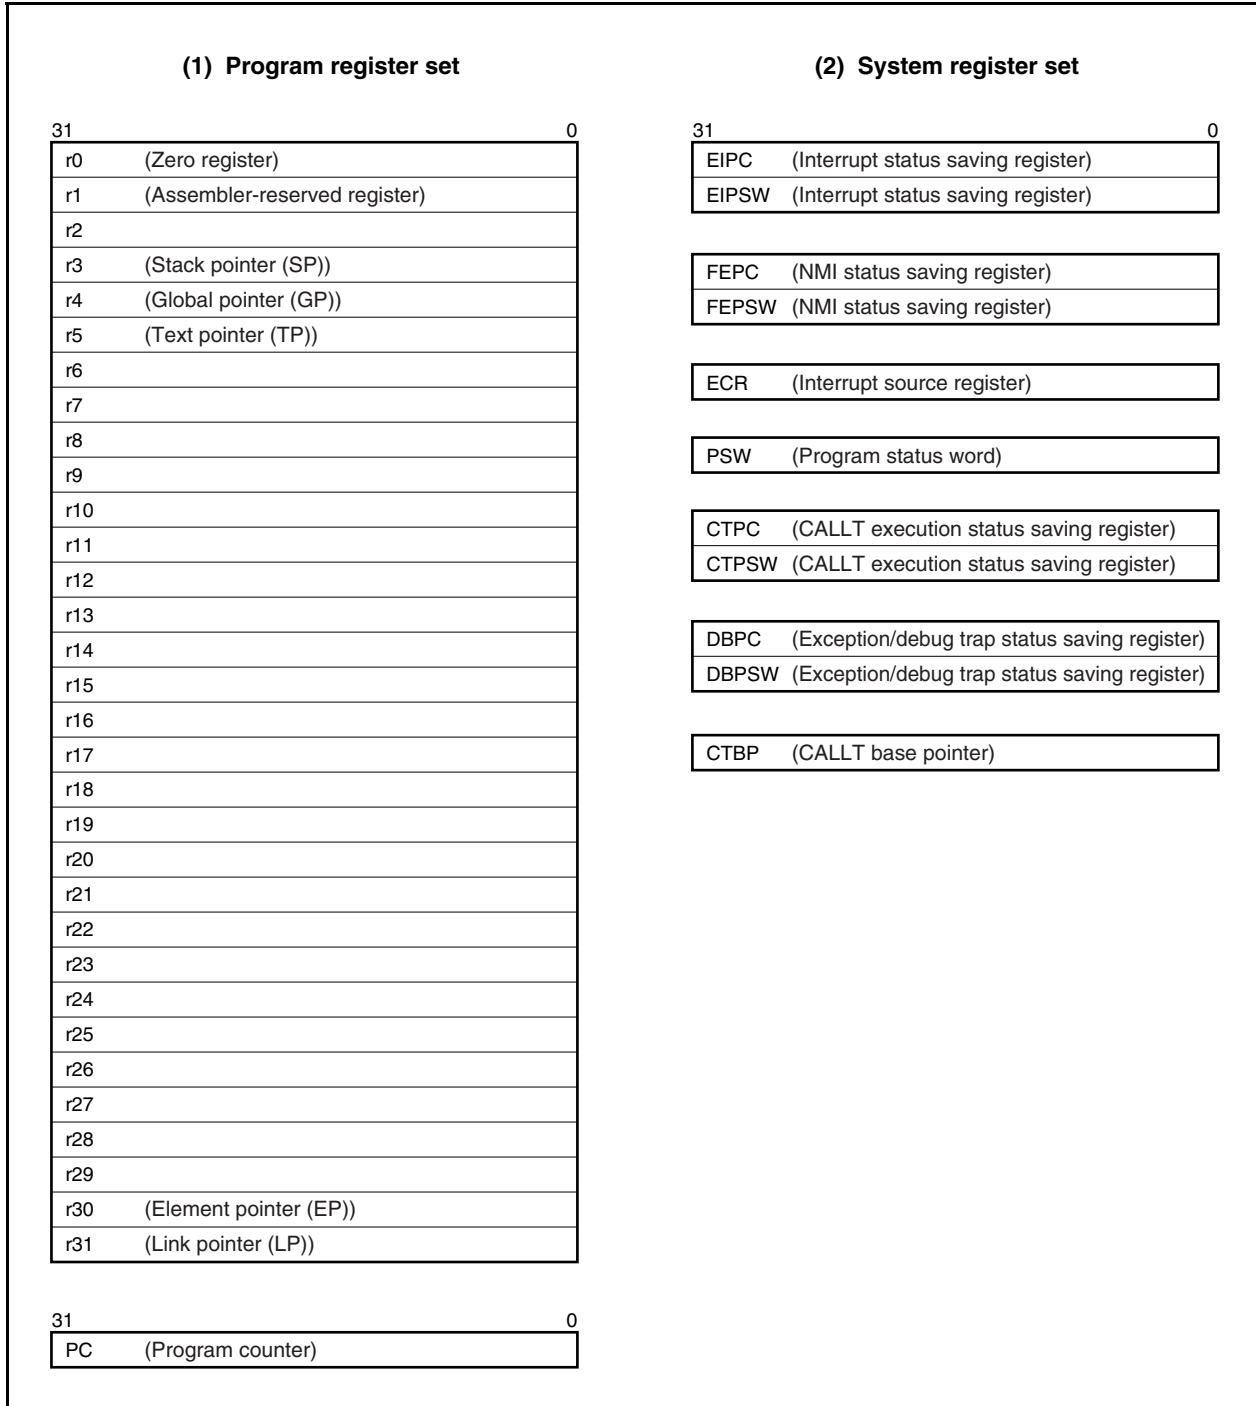 (1) Program register set
31 0
r0 (Zero register)
r1 (Assembler-reserved register)
r2
r3 (Stack pointer (SP))
r4 (Global pointer (GP))
r5 (Text pointer (TP))
r6
r7
r8
r9
r10
r11
r12
r13
r14
r15
r16
r17
r18
r19
r20
r21
r22
r23
r24
r25
r26
r27
r28
r29
r30 (Element pointer (EP))
r31 (Link pointer (LP))
31 0
PC (Program counter)
(2) System register set
31 0
EIPC (Interrupt status saving register)
EIPSW (Interrupt status saving register)
FEPC (NMI status saving register)
FEPSW (NMI status saving register)
ECR (Interrupt source register)
PSW (Program status word)
CTPC (CALLT execution status saving register)
CTPSW (CALLT execution status saving register)
DBPC (Exception/debug trap status saving register)
DBPSW (Exception/debug trap status saving register)
CTBP (CALLT base pointer)